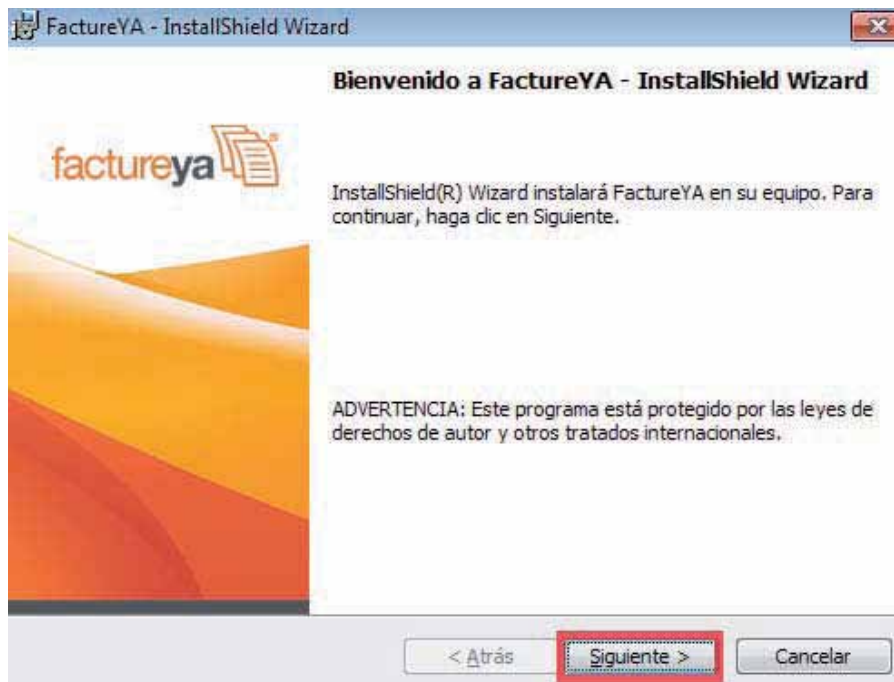 FactureYA - InstallShield Wizard
Bienvenido a FactureYA - InstallShield Wizard
factureya
InstallShield(R) Wizard instalará FactureYA en su equipo. Para
continuar, haga clic en Siguiente.
ADVERTENCIA: Este programa está protegido por las leyes de
derechos de autor y otros tratados internacionales.
< Atrás
Siguiente >
Cancelar